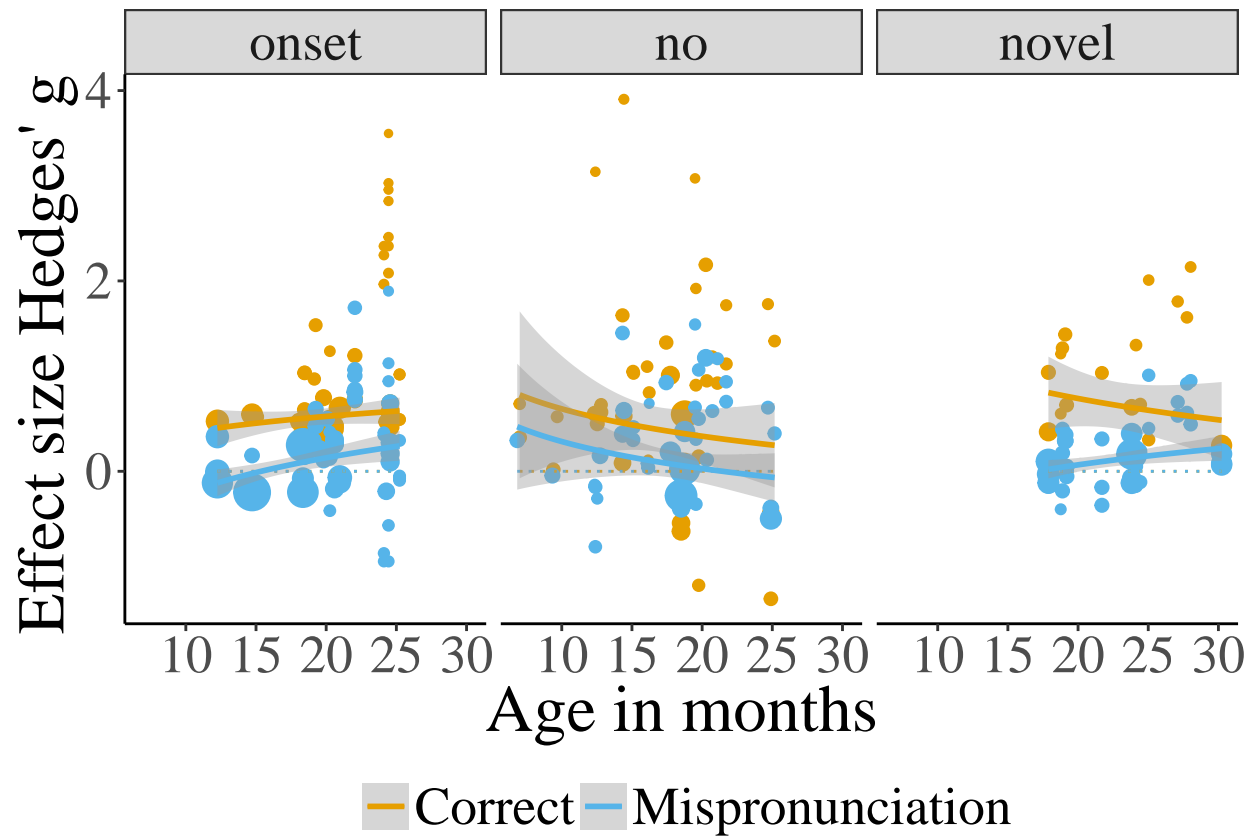 onset no novel
Effect size Hedges' g
4
2
0
10 15 20 25 30 10 15 20 25 30 10 15 20 25 30
Age in months
Correct Mispronunciation